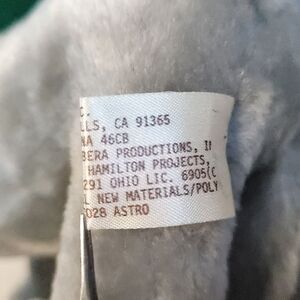 C.
LLS, CA 91365
NA 46CB
BERA PRODUCTIONS, I
HAMILTON PROJECTS,
291 OHIO LIC. 6905(C
L NEW MATERIALS/POLY
028 ASTRO